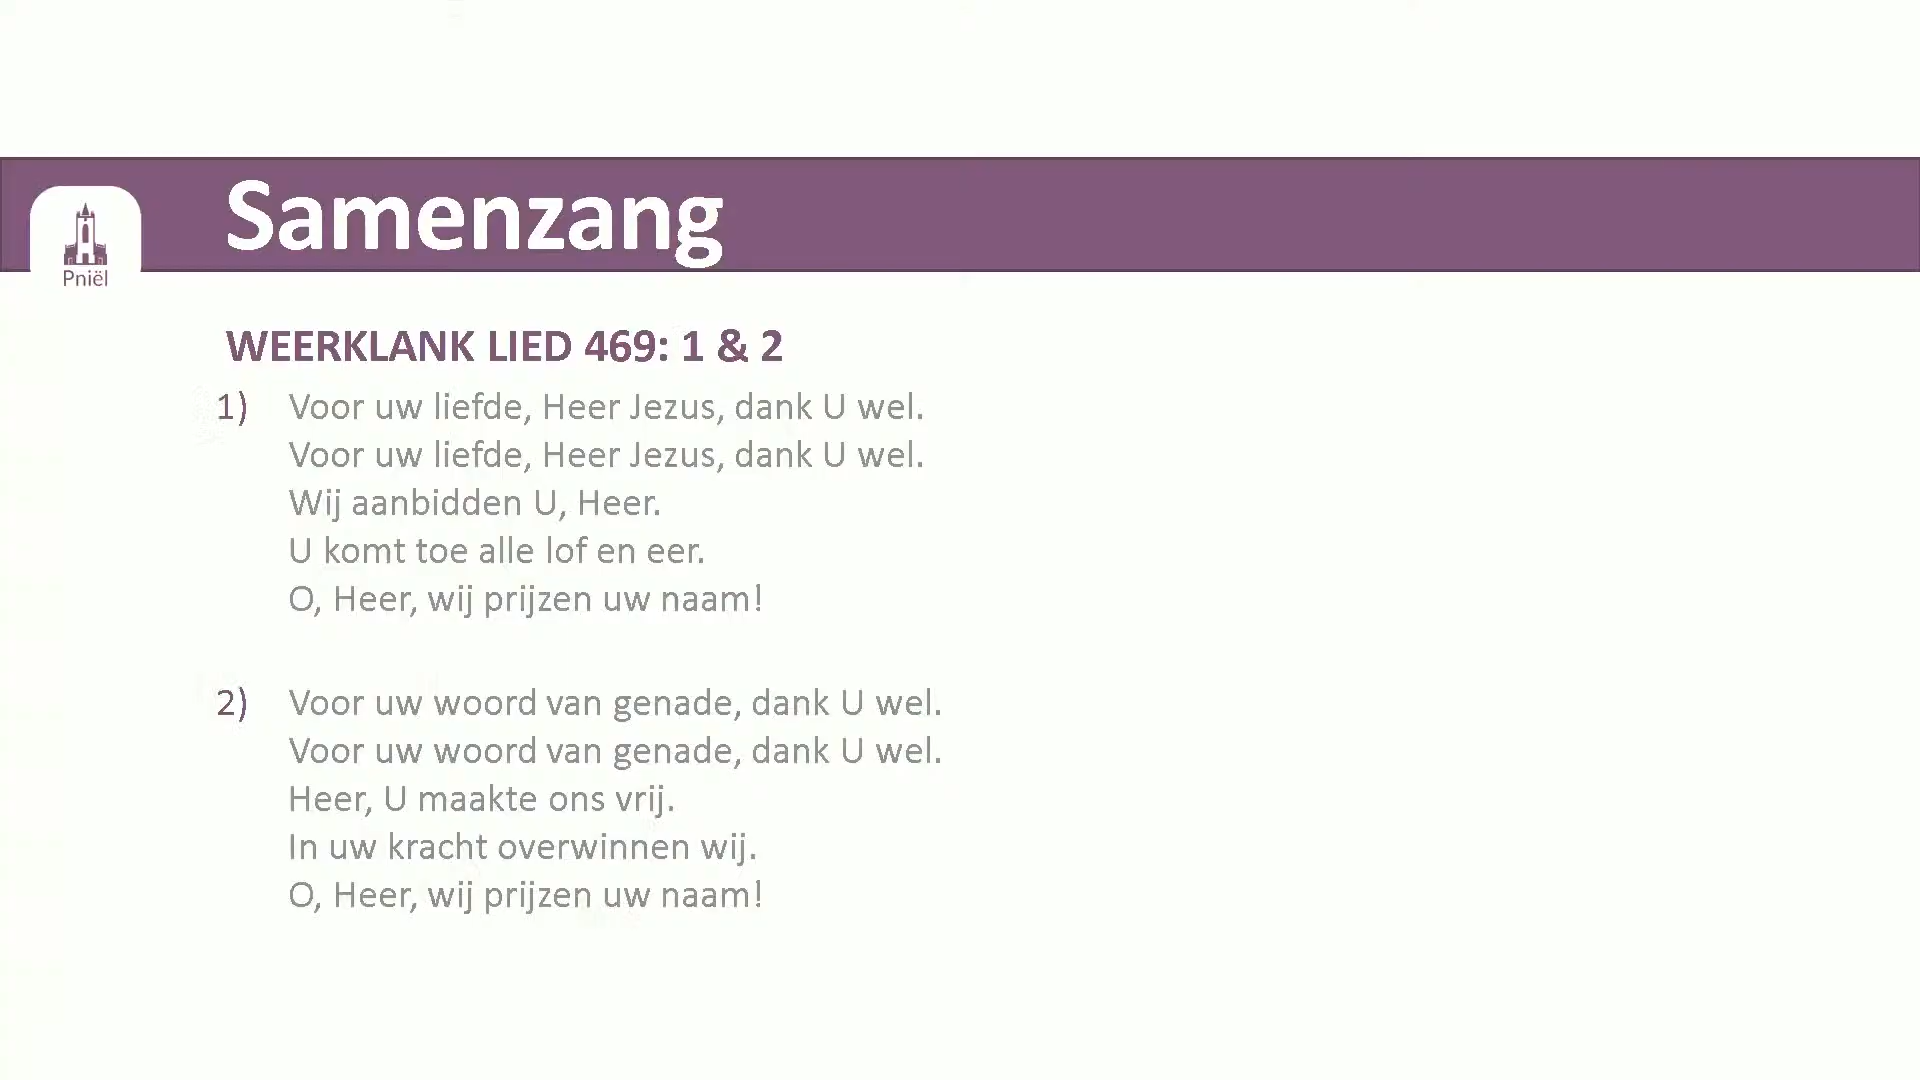 Samenzang
Pniël
WEERKLANK LIED 469: 1 & 2
1) Voor uw liefde, Heer Jezus, dank U wel.
Voor uw liefde, Heer Jezus, dank U wel.
Wij aanbidden U, Heer.
U komt toe alle lof en eer.
O, Heer, wij prijzen uw naam!
2) Voor uw woord van genade, dank U wel.
Voor uw woord van genade, dank U wel.
Heer, U maakte ons vrij.
In uw kracht overwinnen wij.
O, Heer, wij prijzen uw naam!